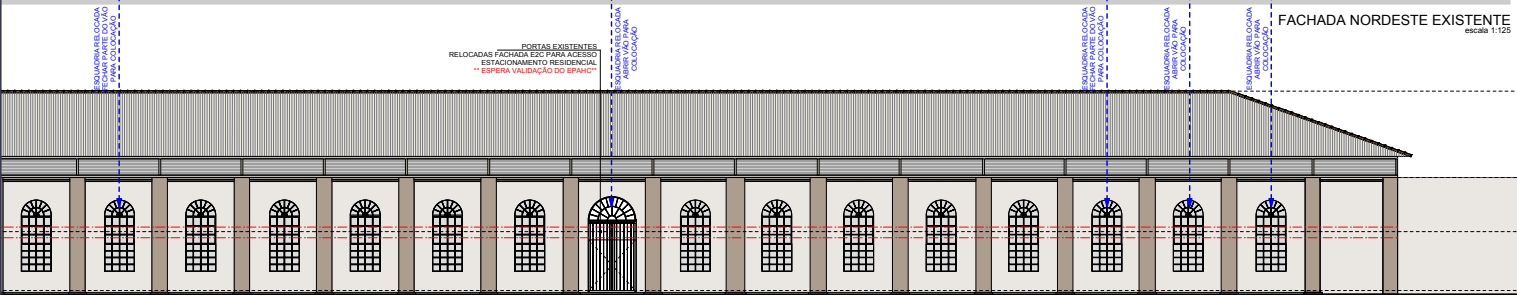 FACHADA NORDESTE EXISTENTE
escala 1:125
ESQUADRIA RELOCADA
FECHAR PARTE DO VÃO
PARA COLOCAÇÃO
PORTAS EXISTENTES
RELOCADAS FACHADA E2C PARA ACESSO
ESTACIONAMENTO RESIDENCIAL
** ESPERA VALIDAÇÃO DO EPAHC**
ESQUADRIA RELOCADA
ABRIR VÃO PARA
COLOCAÇÃO
ESQUADRIA RELOCADA
FECHAR PARTE DO VÃO
PARA COLOCAÇÃO
ESQUADRIA RELOCADA
ABRIR VÃO PARA
COLOCAÇÃO
ESQUADRIA RELOCADA
ABRIR VÃO PARA
COLOCAÇÃO